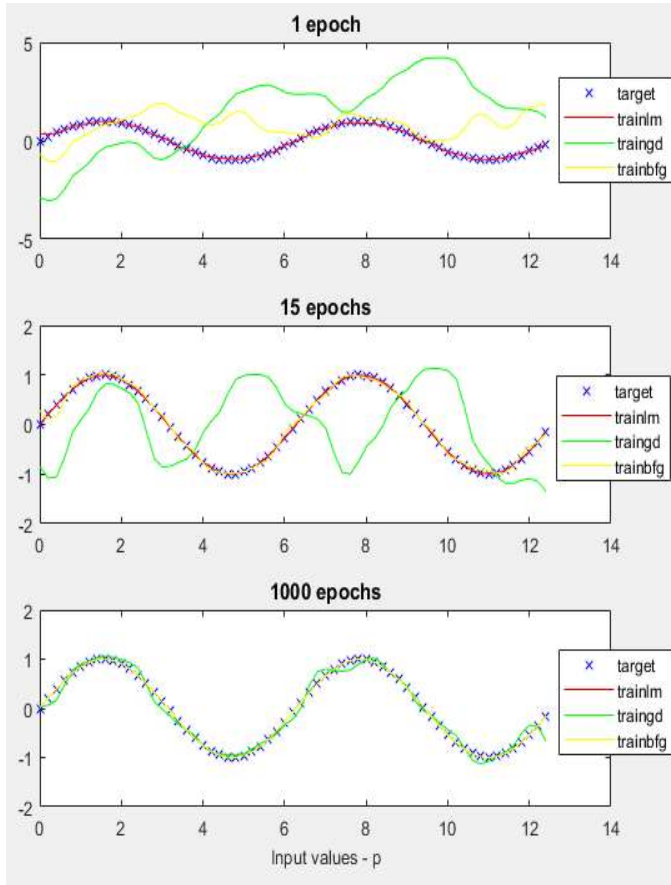 1 epoch
5
0
-5
0 2 4 6 8 10 12 14
target
trainlm
traingd
trainbfg
15 epochs
2
1
0
-1
-2
0 2 4 6 8 10 12 14
target
trainlm
traingd
trainbfg
1000 epochs
2
1
0
-1
-2
0 2 4 6 8 10 12 14
target
trainlm
traingd
trainbfg
Input values - p